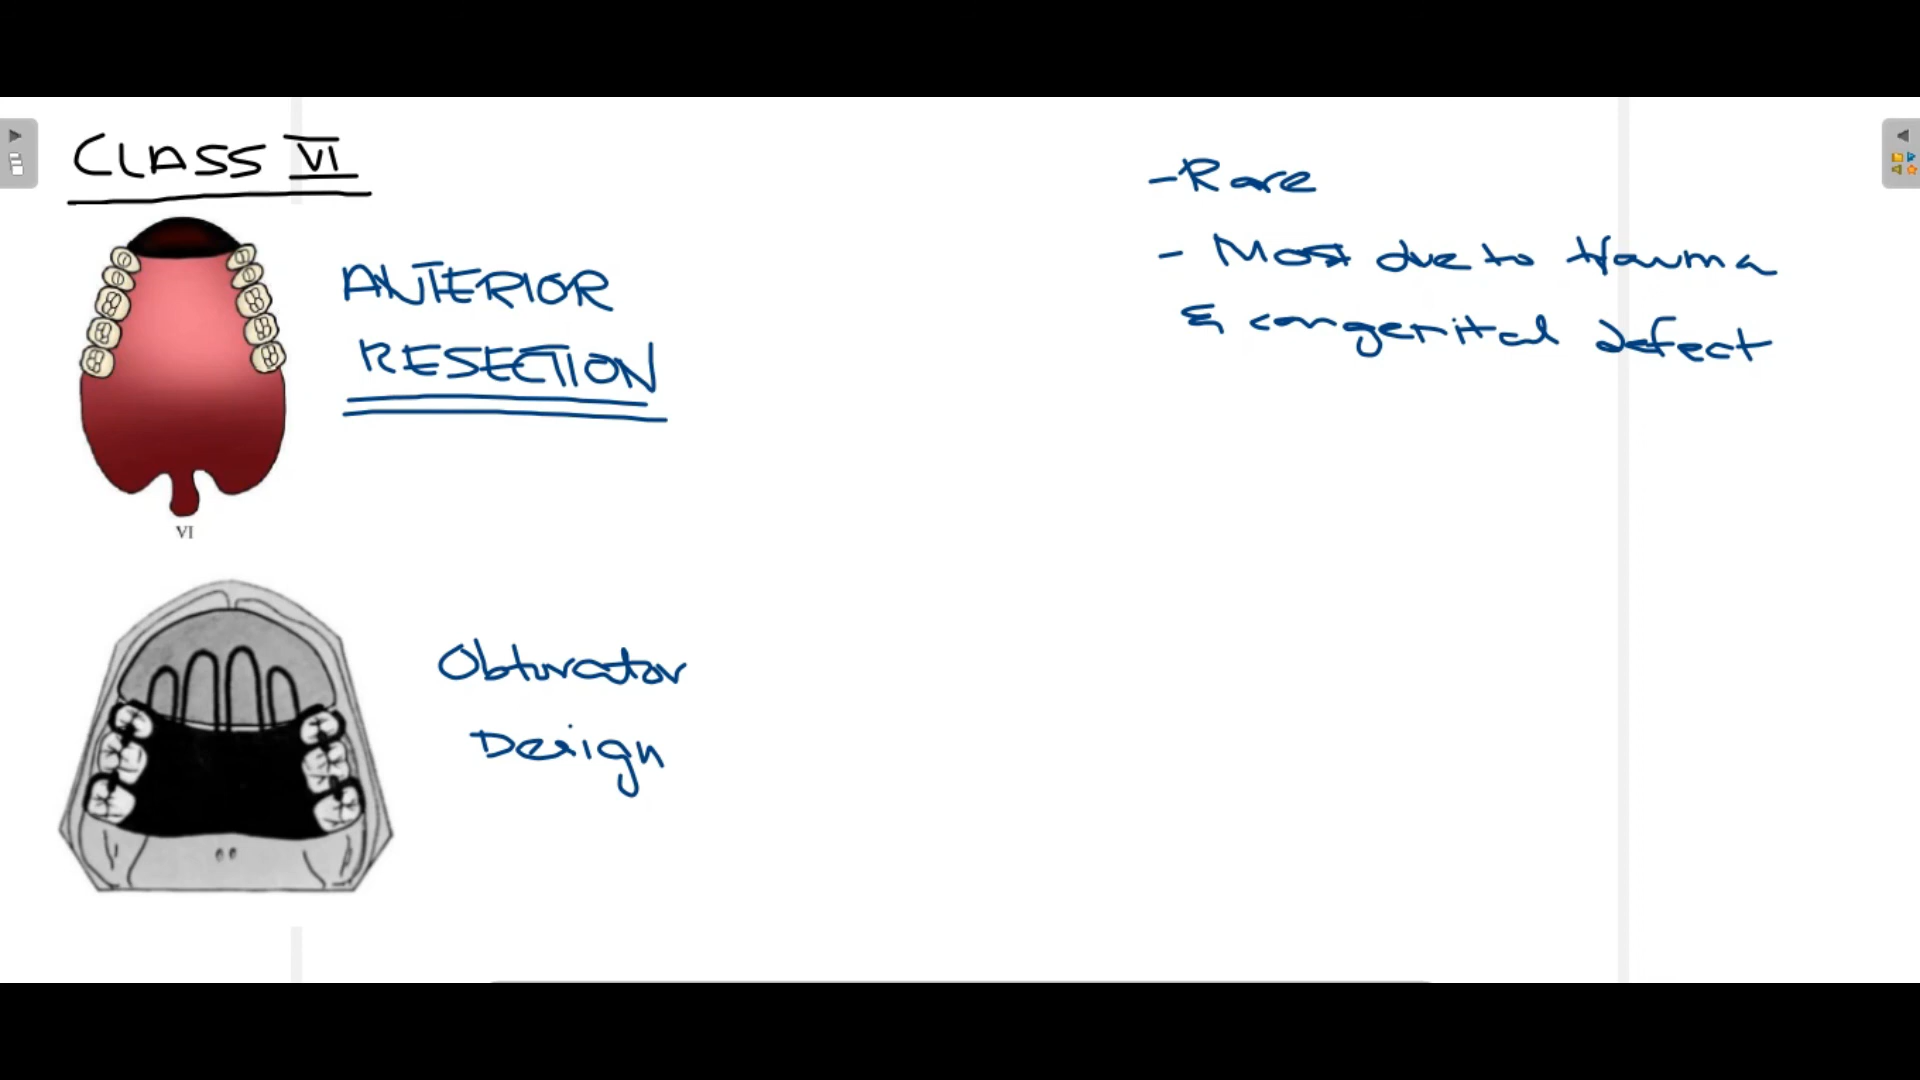 CLASS VI
ANTERIOR
RESECTION
VI
Obturator
Design
- Rare
- Most due to trauma
& congenital defect